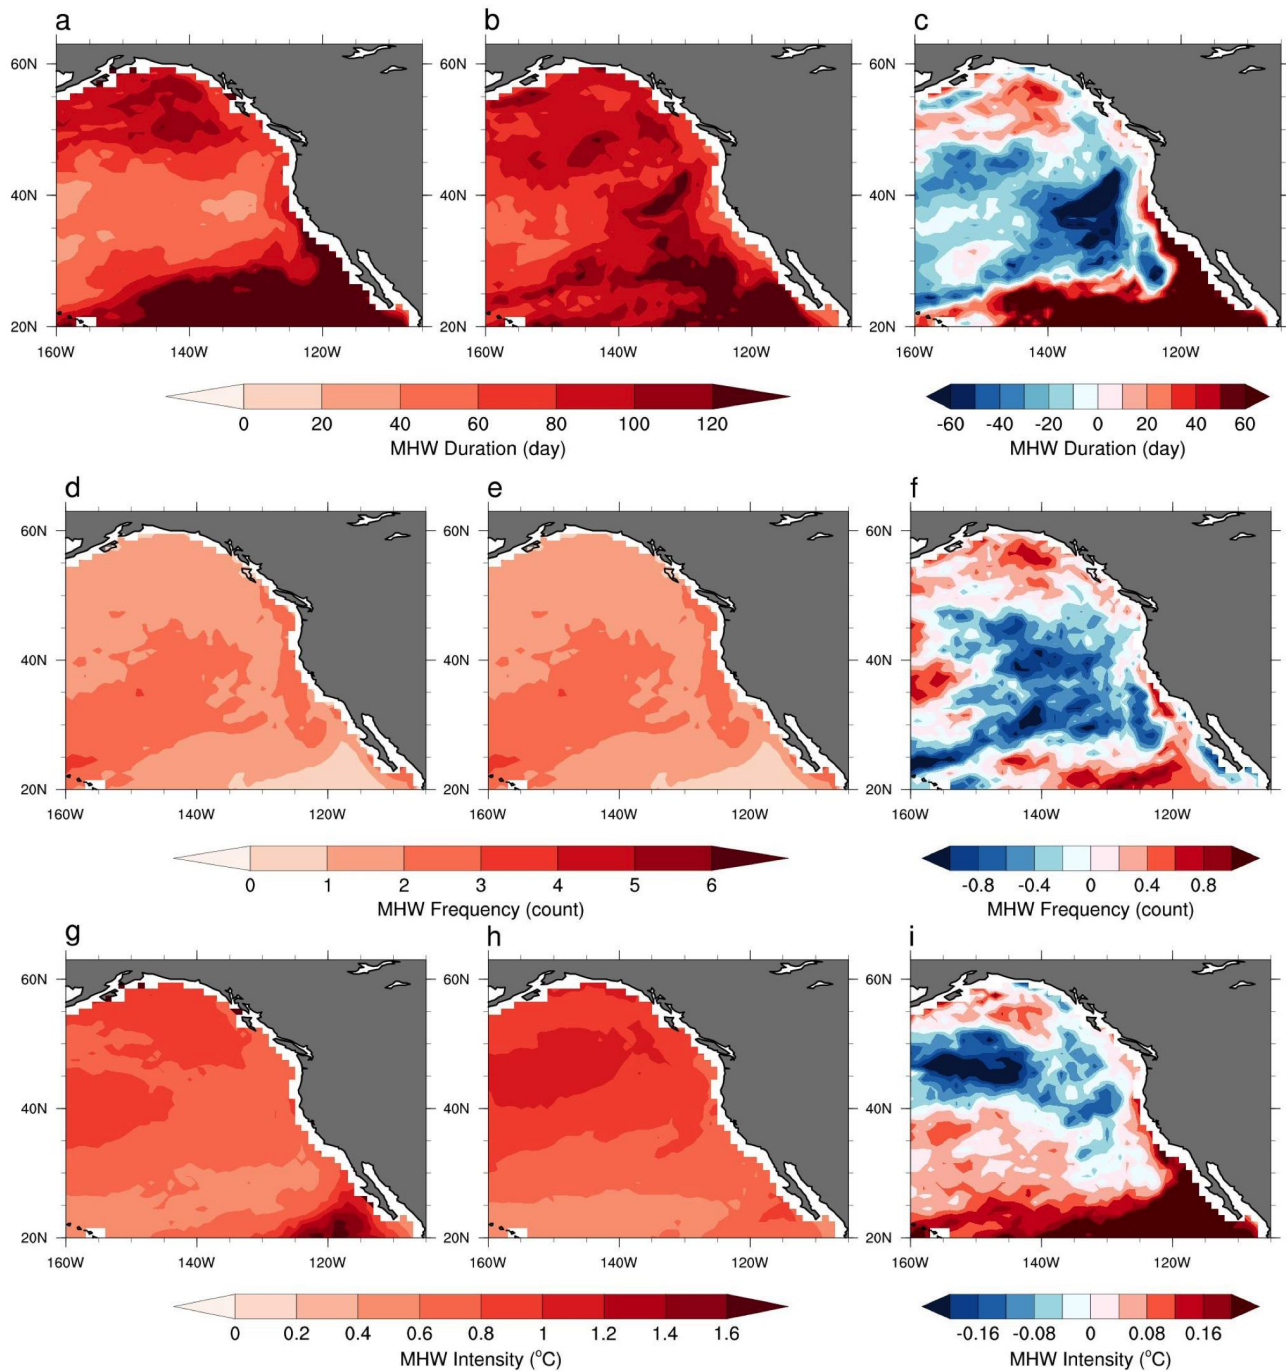 a b c
60N 60N 60N
40N 40N 40N
20N 20N 20N
160W 140W 120W 160W 140W 120W 160W 140W 120W
0 20 40 60 80 100 120 -60 -40 -20 0 20 40 60
MHW Duration (day) MHW Duration (day)
d e f
60N 60N 60N
40N 40N 40N
20N 20N 20N
160W 140W 120W 160W 140W 120W 160W 140W 120W
0 1 2 3 4 5 6 -0.8 -0.4 0 0.4 0.8
MHW Frequency (count) MHW Frequency (count)
g h i
60N 60N 60N
40N 40N 40N
20N 20N 20N
160W 140W 120W 160W 140W 120W 160W 140W 120W
0 0.2 0.4 0.6 0.8 1 1.2 1.4 1.6 -0.16 -0.08 0 0.08 0.16
MHW Intensity (°C) MHW Intensity (°C)